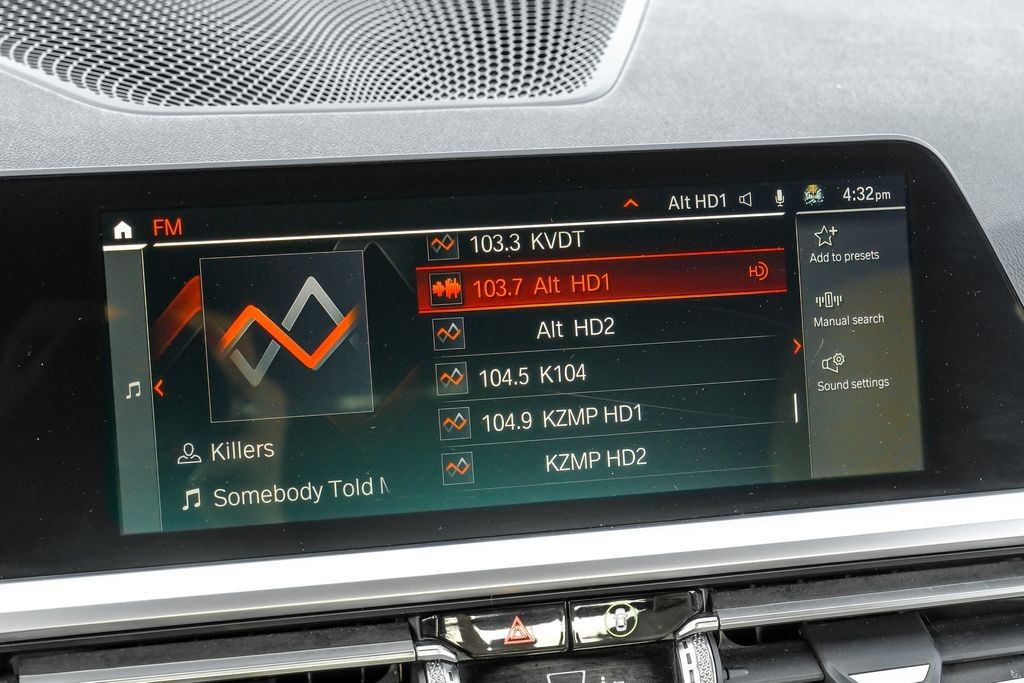 FM
Alt HD1
4:32pm
103.3 KVDT
103.7 Alt HD1
HD
Alt HD2
104.5 K104
104.9 KZMP HD1
KZMP HD2
Killers
Somebody Told
Add to presets
Manual search
Sound settings